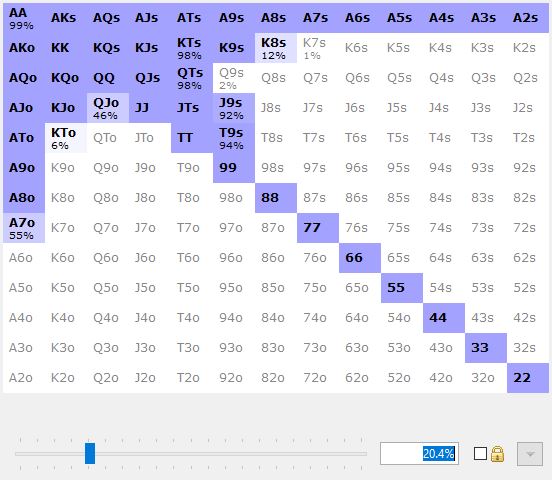 AA AKs AQs AJs ATs A9s A8s A7s A6s A5s A4s A3s A2s
99%
AKo KK KQs KJs KTs K9s K8s K7s K6s K5s K4s K3s K2s
98% 12% 1%
AQo KQo QQ QJs QTs Q9s Q8s Q7s Q6s Q5s Q4s Q3s Q2s
98% 2%
AJo KJo QJo JJ JTs J9s J8s J7s J6s J5s J4s J3s J2s
46% 92%
ATo KTo QTo JTo TT T9s T8s T7s T6s T5s T4s T3s T2s
6% 94%
A9o K9o Q9o J9o T9o 99 98s 97s 96s 95s 94s 93s 92s
A8o K8o Q8o J8o T8o 98o 88 87s 86s 85s 84s 83s 82s
A7o K7o Q7o J7o T7o 97o 87o 77 76s 75s 74s 73s 72s
55%
A6o K6o Q6o J6o T6o 96o 86o 76o 66 65s 64s 63s 62s
A5o K5o Q5o J5o T5o 95o 85o 75o 65o 55 54s 53s 52s
A4o K4o Q4o J4o T4o 94o 84o 74o 64o 54o 44 43s 42s
A3o K3o Q3o J3o T3o 93o 83o 73o 63o 53o 43o 33 32s
A2o K2o Q2o J2o T2o 92o 82o 72o 62o 52o 42o 32o 22
20.4%